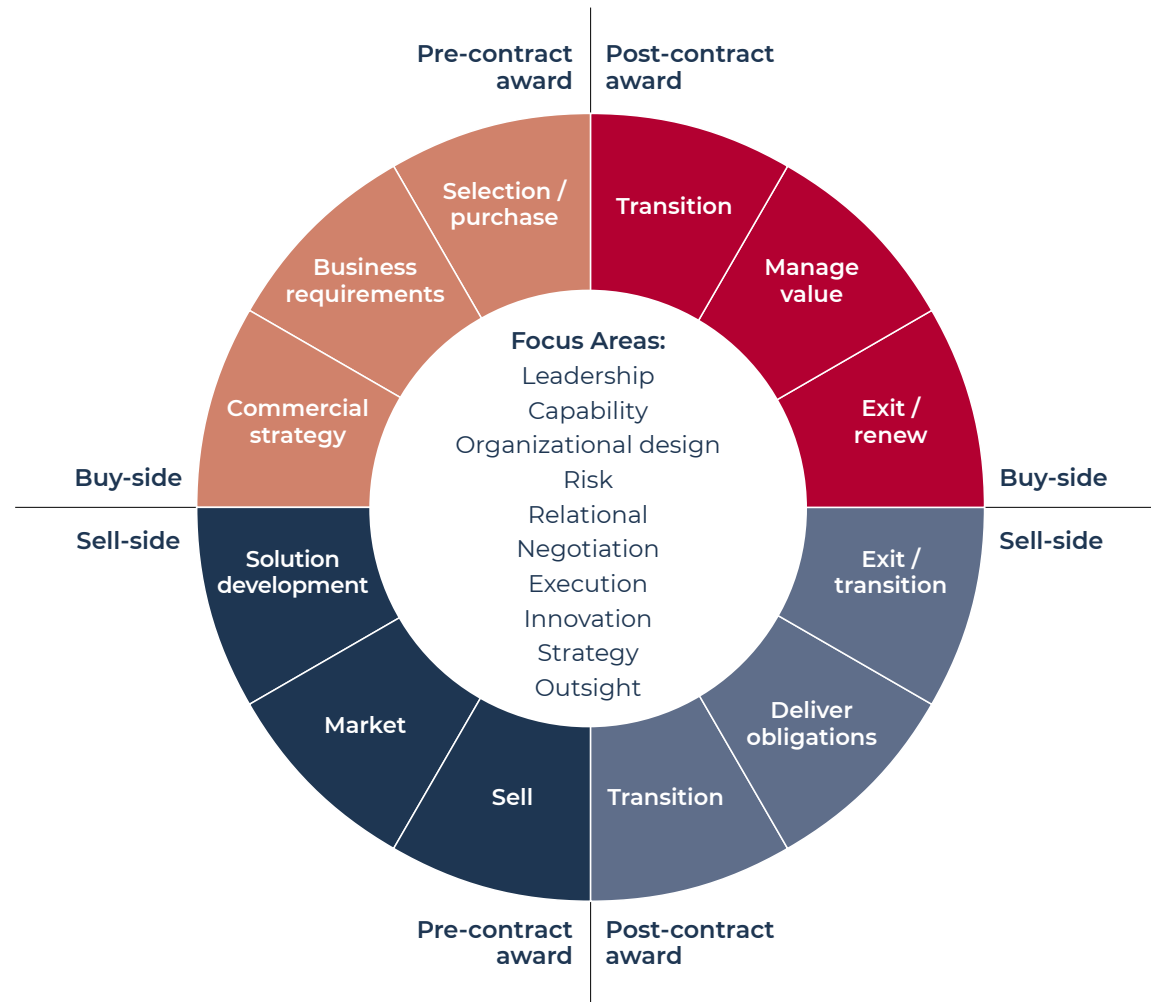 Pre-contract
award
Post-contract
award
Selection /
purchase
Transition
Business
requirements
Manage
value
Commercial
strategy
Exit /
renew
Buy-side
Buy-side
Focus Areas:
Leadership
Capability
Organizational design
Risk
Relational
Negotiation
Execution
Innovation
Strategy
Outsight
Sell-side
Sell-side
Solution
development
Exit /
transition
Market
Deliver
obligations
Sell
Transition
Pre-contract
award
Post-contract
award